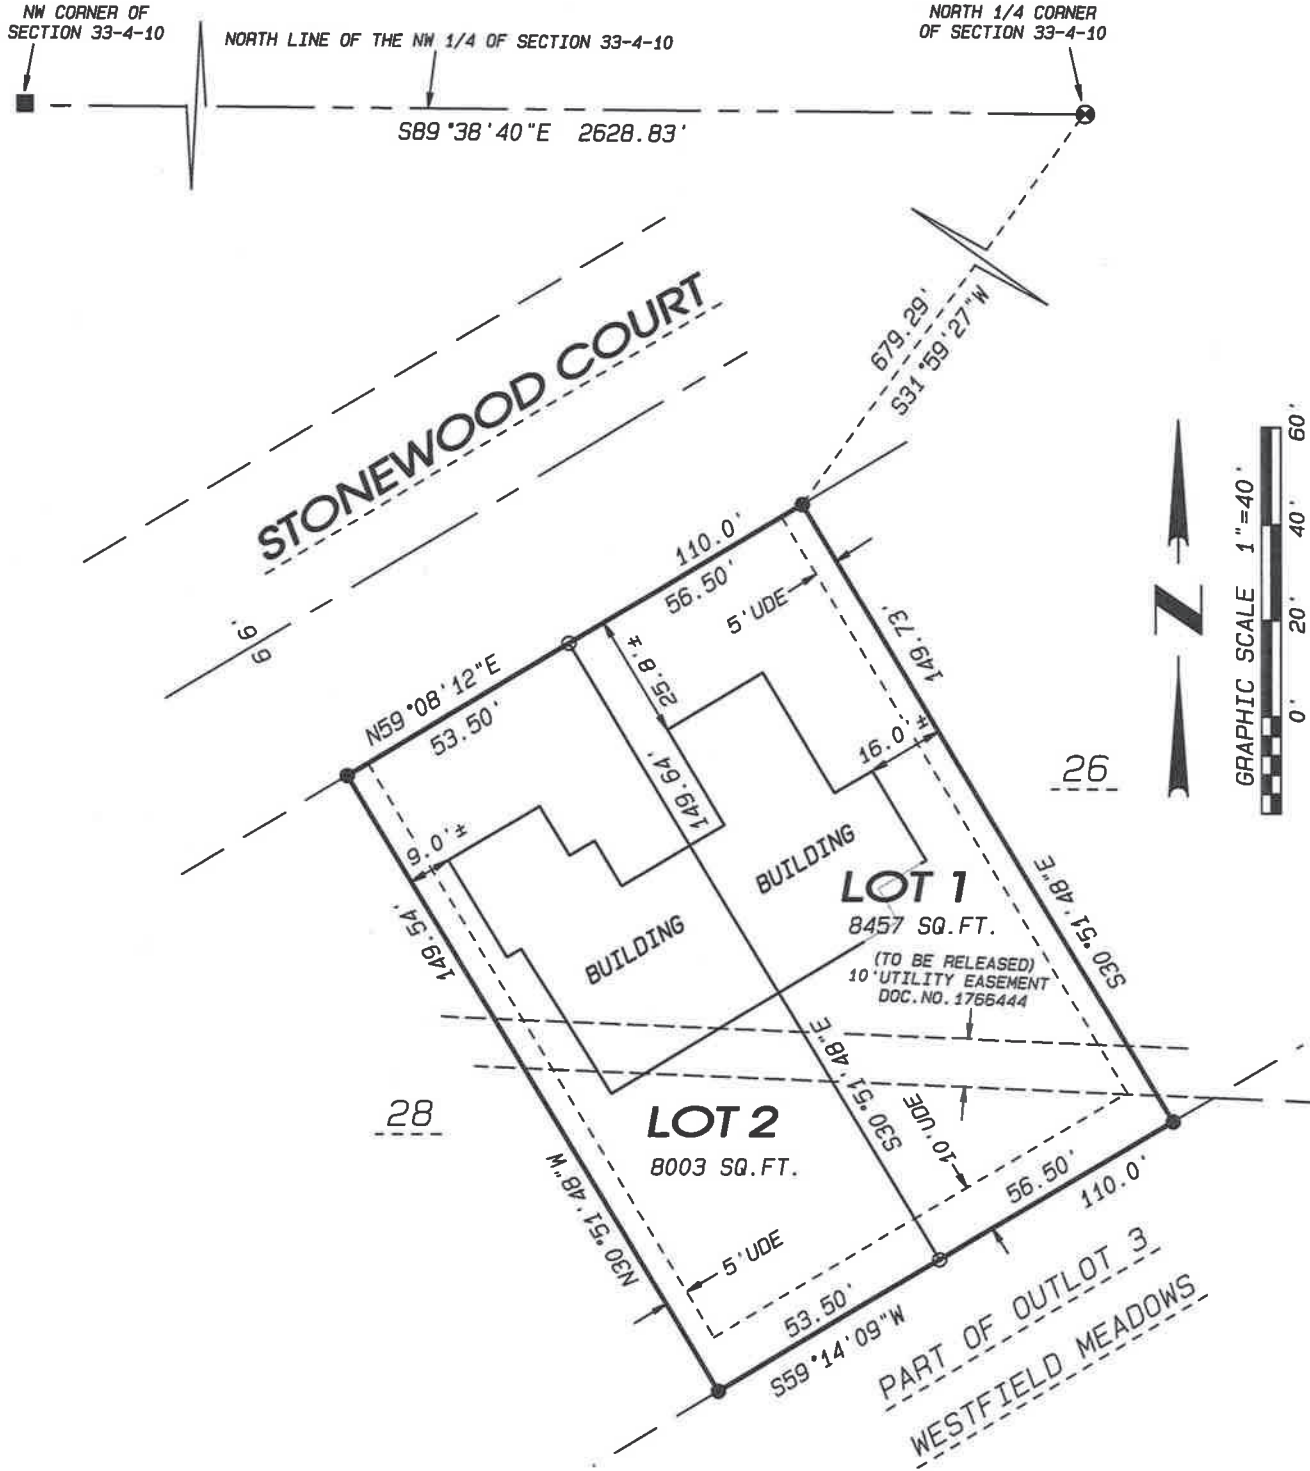 NW CORNER OF
SECTION 33-4-10
NORTH LINE OF THE NW 1/4 OF SECTION 33-4-10
NORTH 1/4 CORNER
OF SECTION 33-4-10
S89°38'40"E 2628.83'
679.29'
S31°59'27"W
STONEWOOD COURT
66'
N59°08'12"E
110.0'
53.50'
56.50'
5'UDE
25.8'±
149.73'
149.64'
16.0'±
9.0'±
149.54'
26
GRAPHIC SCALE 1"=40'
0'
20'
40'
60'
N
BUILDING
BUILDING
LOT 1
8457 SQ.FT.
(TO BE RELEASED)
10'UTILITY EASEMENT
DOC.NO.1766444
S30°51'48"E
S30°51'48"E
28
LOT 2
8003 SQ.FT.
10'UDE
N30°51'48"W
5'UDE
56.50'
110.0'
53.50'
S59°14'09"W
PART OF OUTLOT 3
WESTFIELD MEADOWS